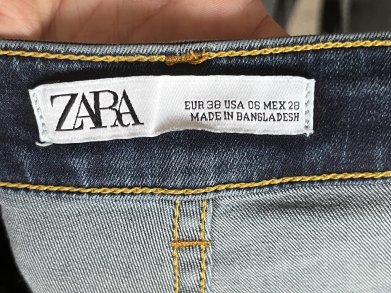 ZARA
EUR 38 USA 06 MEX 28
MADE IN BANGLADESH